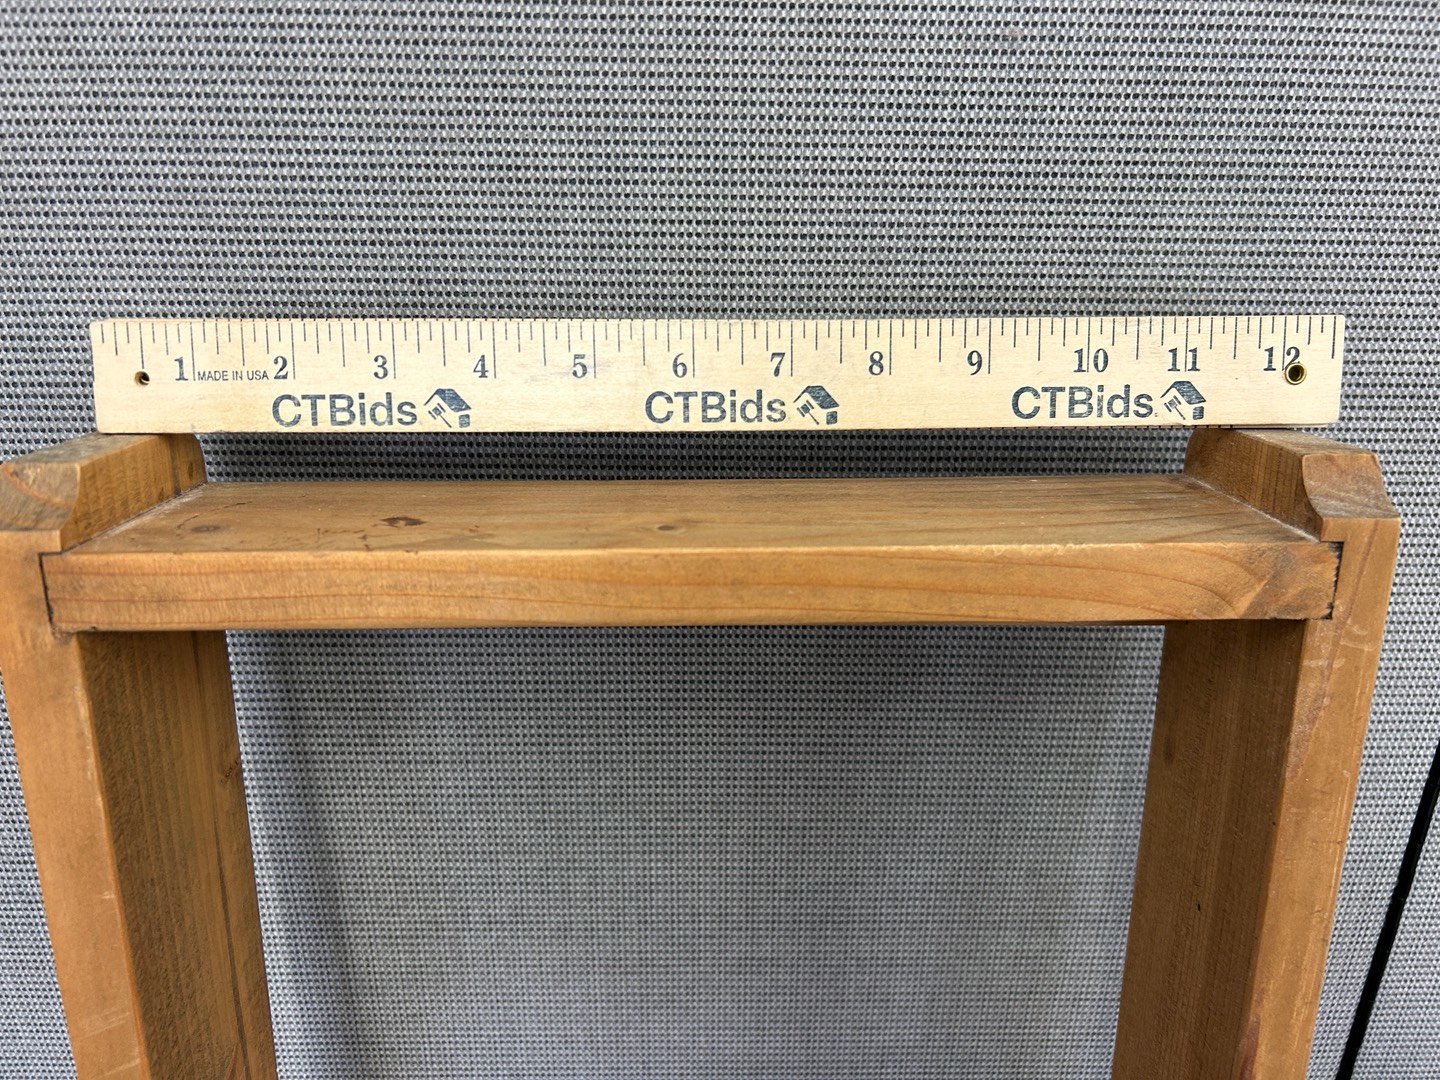 1 2 3 4 5 6 7 8 9 10 11 12
MADE IN USA
CTBids CTBids CTBids